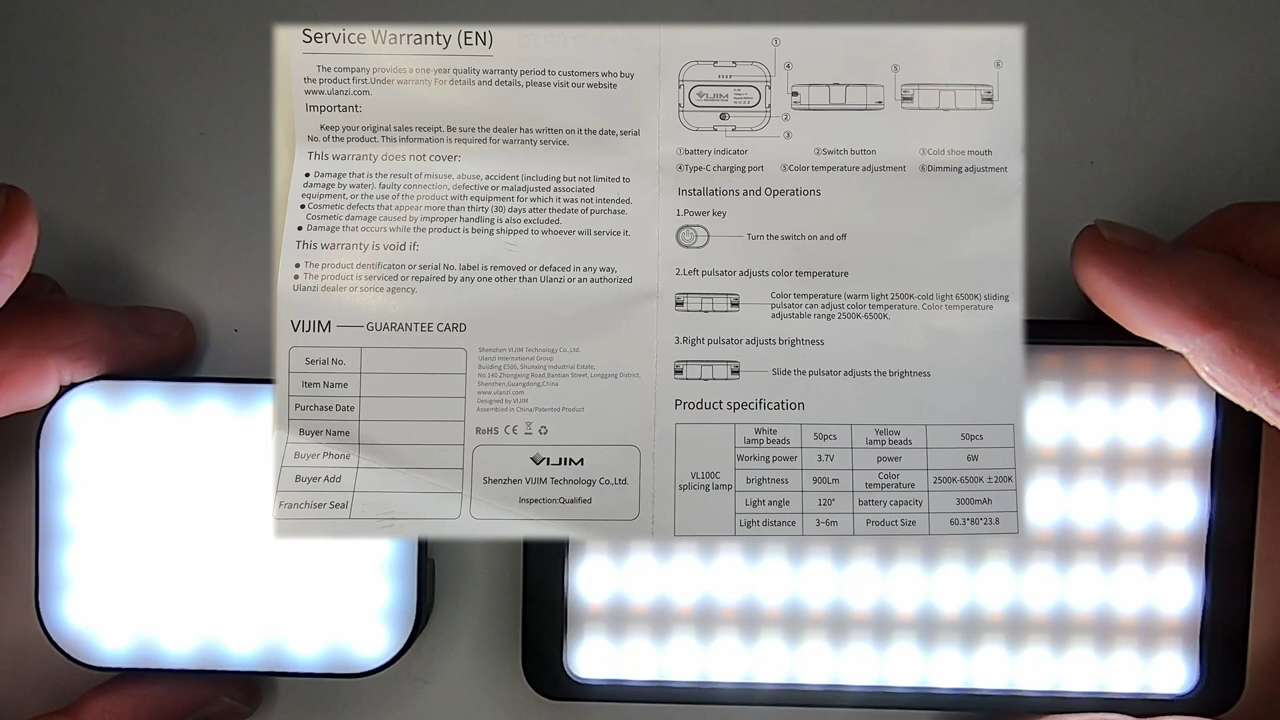 Service Warranty (EN)
The company provides a one-year quality warranty period to customers who buy
the product first.Under warranty For details and details, please visit our website
www.ulanzi.com.
Important:
Keep your original sales receipt. Be sure the dealer has written on it the date, serial
No. of the product. This information is required for warranty service.
This warranty does not cover:
● Damage that is the result of misuse, abuse, accident (including but not limited to
damage by water). faulty connection, defective or maladjusted associated
equipment, or the use of the product with equipment for which it was not intended.
● Cosmetic defects that appear more than thirty (30) days atter thedate of purchase.
Cosmetic damage caused by improper handling is also excluded.
● Damage that occurs while the product is being shipped to whoever will service it.
This warranty is void if:
● The product dentificaton or serial No. label is removed or defaced in any way,
● The product is serviced or repaired by any one other than Ulanzi or an authorized
Ulanzi dealer or sorice agency.
VIJIM —— GUARANTEE CARD
Serial No.
Item Name
Purchase Date
Buyer Name
Buyer Phone
Buyer Add
Franchiser Seal
Shenzhen VIJIM Technology Co.,Ltd.
Ulanzi International Group
Building E506, Shunxing Industrial Estate,
No 140 Zhongxing Road,Bantian Street, Longgang District,
Shenzhen,Guangdong,China
www.ulanzi.com
Designed by VIJIM
Assembled in China/Patented Product
RoHS CE
VIJIM
Shenzhen VIJIM Technology Co.,Ltd.
Inspection:Qualified
① ④ ⑤ ⑥
VIJIM
②
③
①battery indicator ②Switch button ③Cold shoe mouth
④Type-C charging port ⑤Color temperature adjustment ⑥Dimming adjustment
Installations and Operations
1.Power key
Turn the switch on and off
2.Left pulsator adjusts color temperature
Color temperature (warm light 2500K-cold light 6500K) sliding
pulsator can adjust color temperature. Color temperature
adjustable range 2500K-6500K.
3.Right pulsator adjusts brightness
Slide the pulsator adjusts the brightness
Product specification
VL100C
splicing lamp
White
lamp beads 50pcs Yellow
lamp beads 50pcs
Working power 3.7V power 6W
brightness 900Lm Color
temperature 2500K-6500K ±200K
Light angle 120° battery capacity 3000mAh
Light distance 3~6m Product Size 60.3*80*23.8